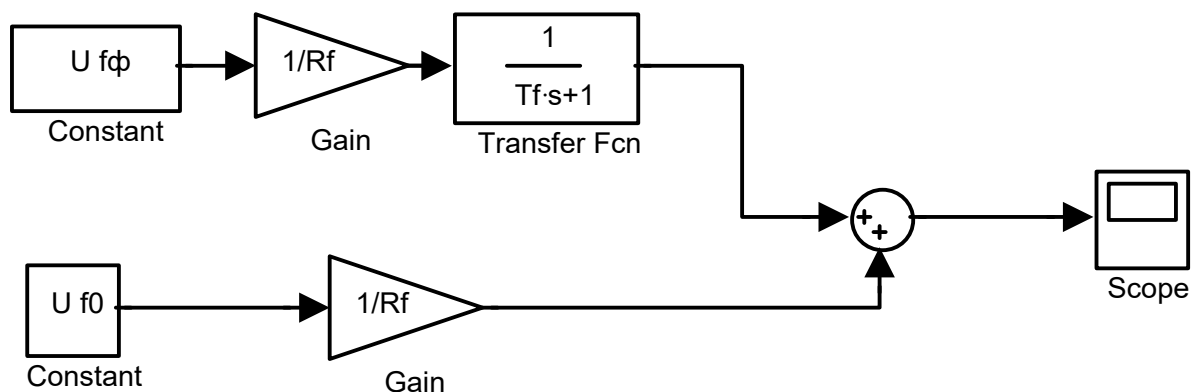 U fф
1/Rf
1
Tf·s+1
Constant
Gain
Transfer Fcn
+
+
Scope
U f0
1/Rf
Constant
Gain